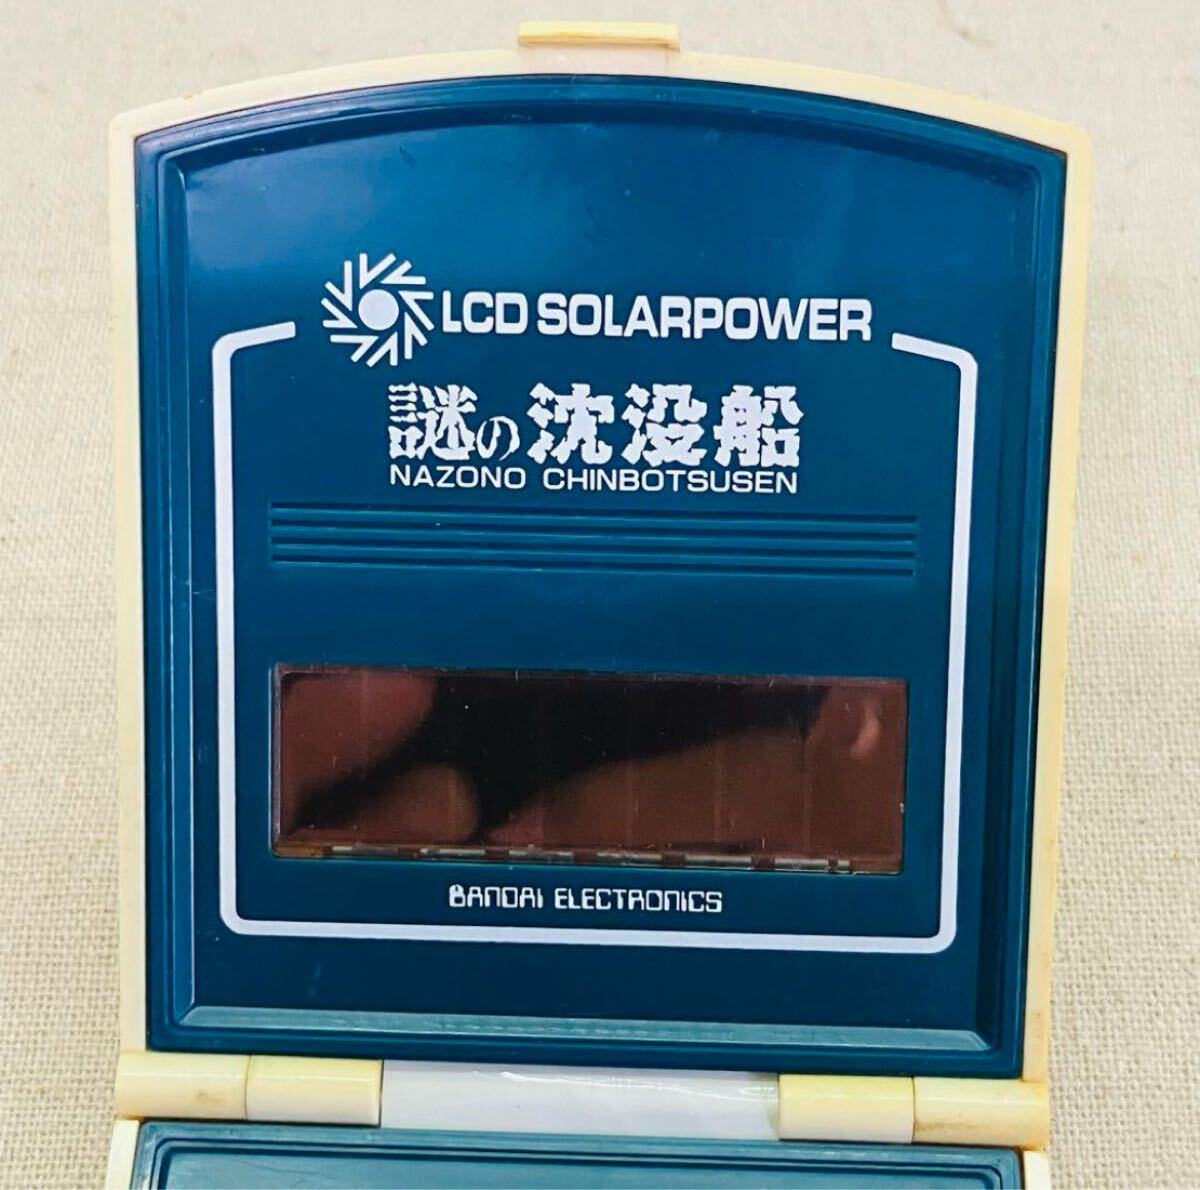 LCD SOLARPOWER
謎の沈没船
NAZONO CHINBOTSUSEN
BANDAI ELECTRONICS